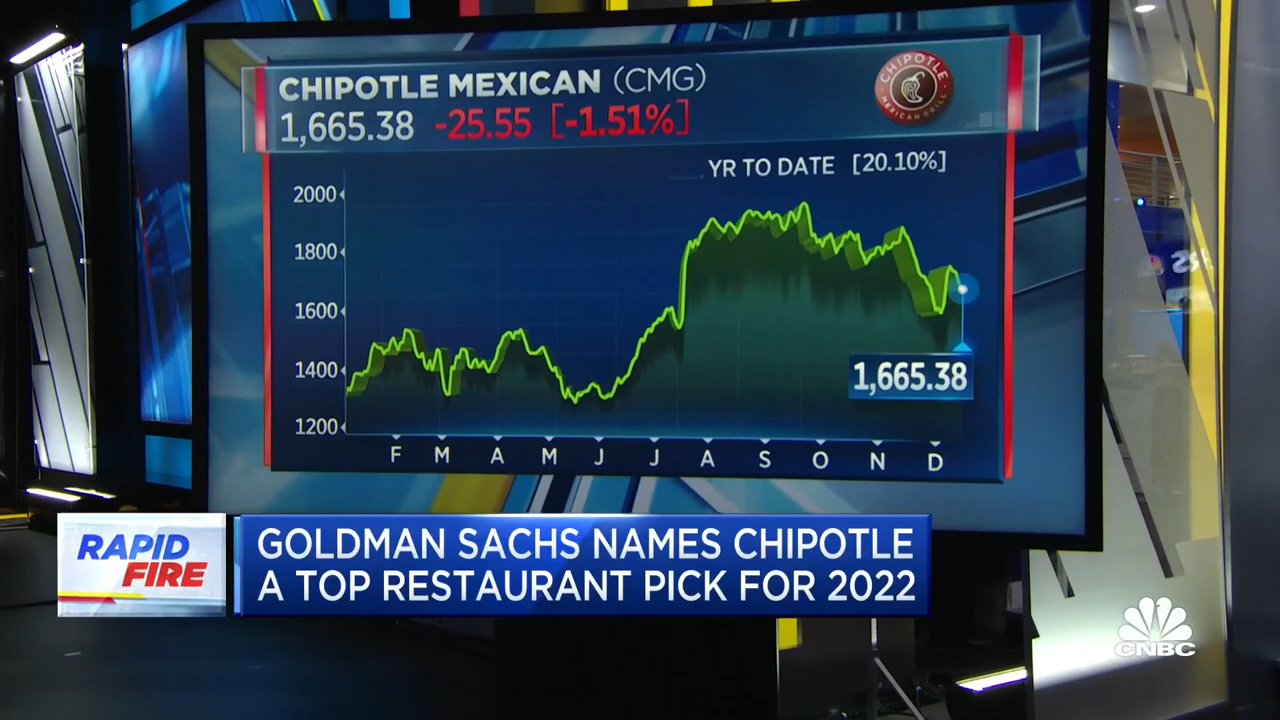 CHIPOTLE MEXICAN (CMG)
1,665.38 -25.55 [-1.51%]
CHIPOTLE
MEXICAN GRILL
YR TO DATE [20.10%]
2000
1800
1600
1400
1200
1,665.38
F M A M J J A S O N D
RAPID
FIRE
GOLDMAN SACHS NAMES CHIPOTLE
A TOP RESTAURANT PICK FOR 2022
CNBC